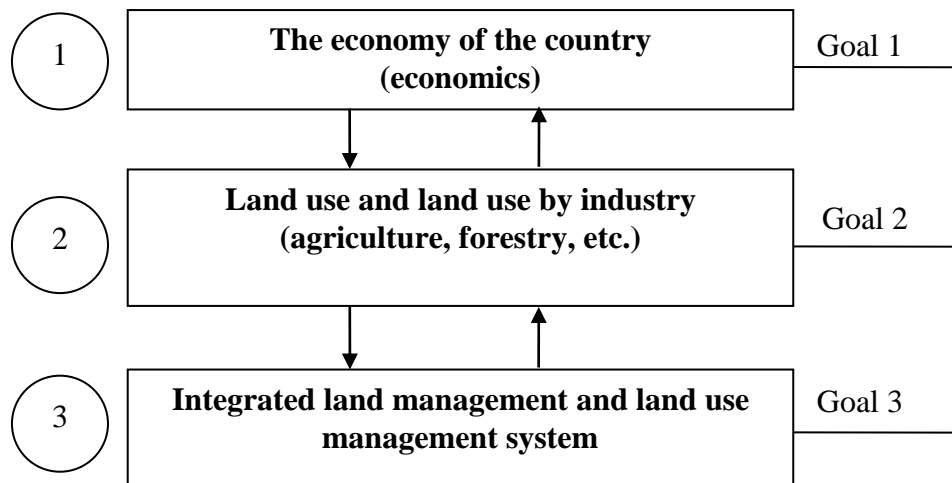 1
The economy of the country
(economics)
Goal 1
2
Land use and land use by industry
(agriculture, forestry, etc.)
Goal 2
3
Integrated land management and land use
management system
Goal 3